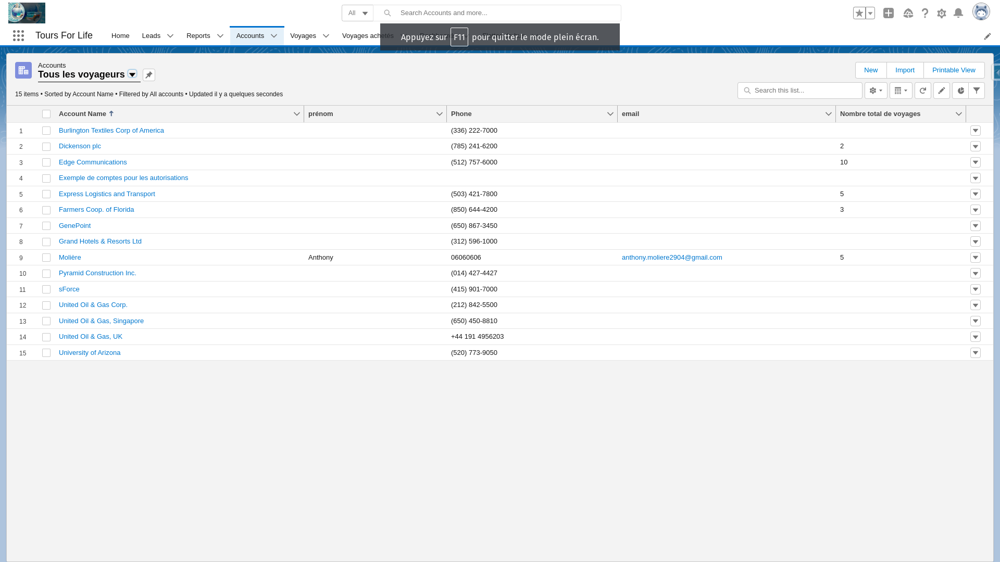 All
Search Accounts and more...
Tours For Life
Home
Leads
Reports
Accounts
Voyages
Voyages achetés
Appuyez sur F11 pour quitter le mode plein écran.
Accounts
Tous les voyageurs
New
Import
Printable View
15 items • Sorted by Account Name • Filtered by All accounts • Updated il y a quelques secondes
Search this list...
Account Name prénom Phone email Nombre total de voyages
1 Burlington Textiles Corp of America (336) 222-7000
2 Dickenson plc (785) 241-6200 2
3 Edge Communications (512) 757-6000 10
4 Exemple de comptes pour les autorisations
5 Express Logistics and Transport (503) 421-7800 5
6 Farmers Coop. of Florida (850) 644-4200 3
7 GenePoint (650) 867-3450
8 Grand Hotels & Resorts Ltd (312) 596-1000
9 Molière Anthony 06060606 anthony.moliere2904@gmail.com 5
10 Pyramid Construction Inc. (014) 427-4427
11 sForce (415) 901-7000
12 United Oil & Gas Corp. (212) 842-5500
13 United Oil & Gas, Singapore (650) 450-8810
14 United Oil & Gas, UK +44 191 4956203
15 University of Arizona (520) 773-9050